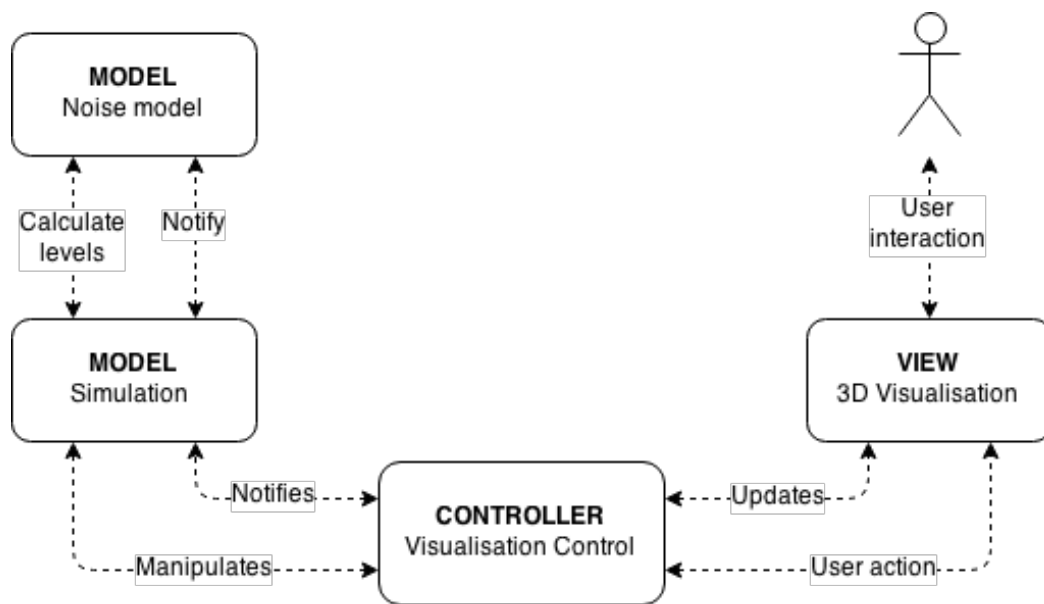 MODEL
Noise model
Calculate
levels
Notify
User
interaction
MODEL
Simulation
VIEW
3D Visualisation
Notifies
Updates
CONTROLLER
Visualisation Control
Manipulates
User action